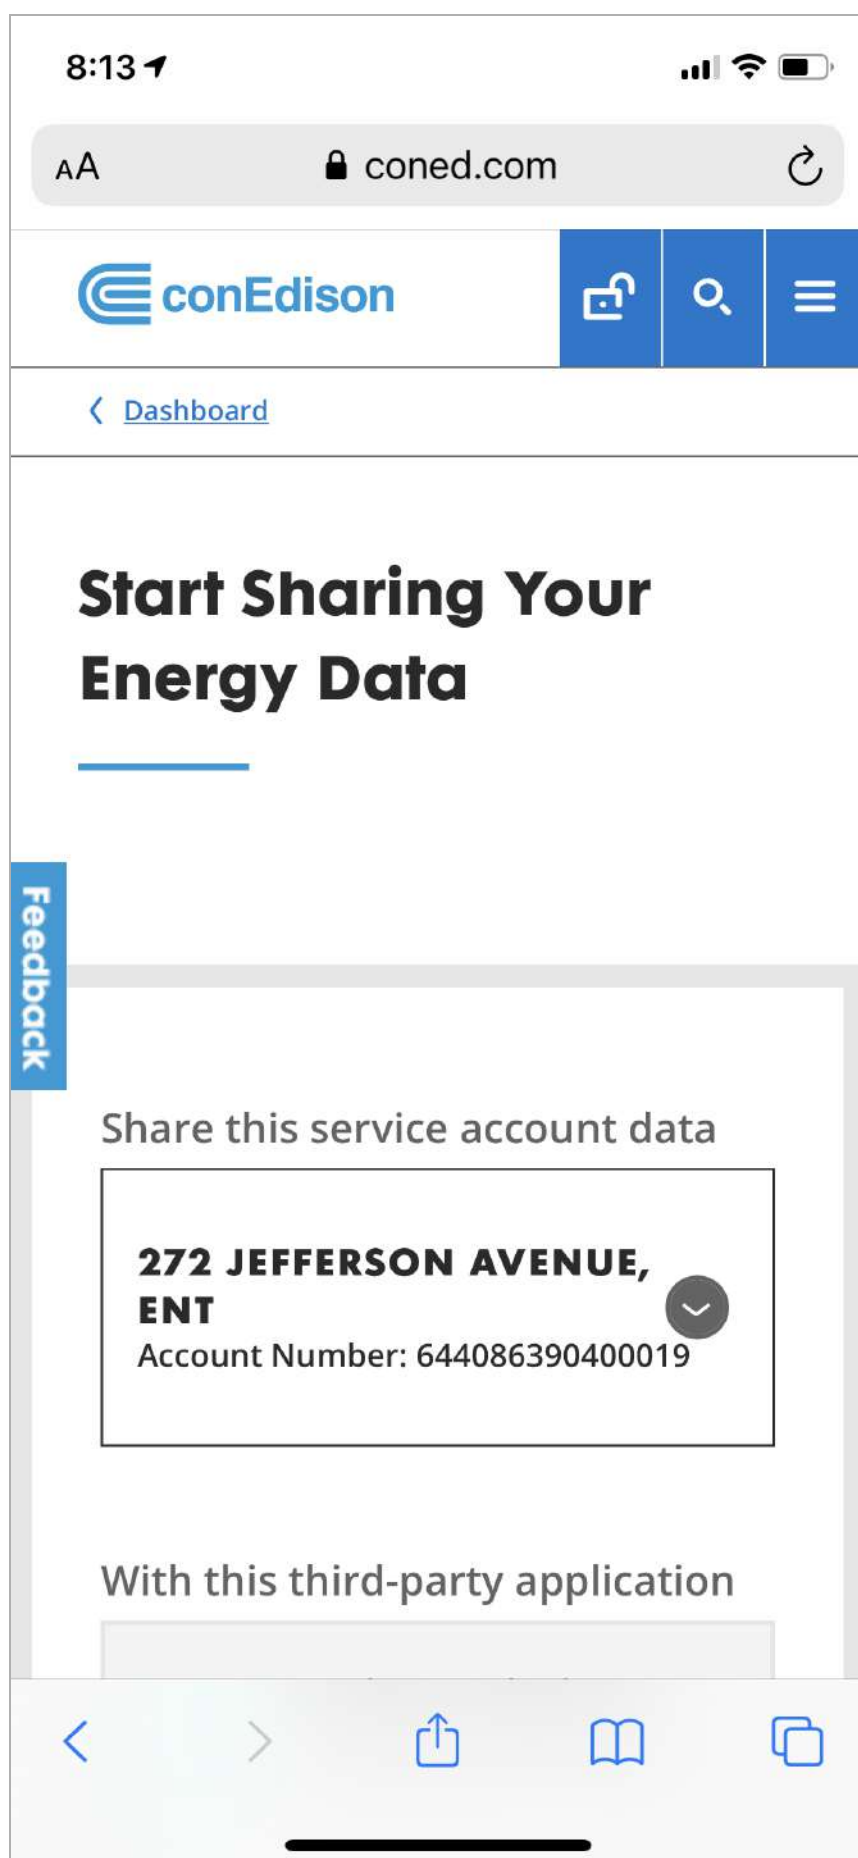 8:13
AA coned.com
conEdison
Dashboard
Start Sharing Your
Energy Data
Feedback
Share this service account data
272 JEFFERSON AVENUE,
ENT
Account Number: 644086390400019
With this third-party application